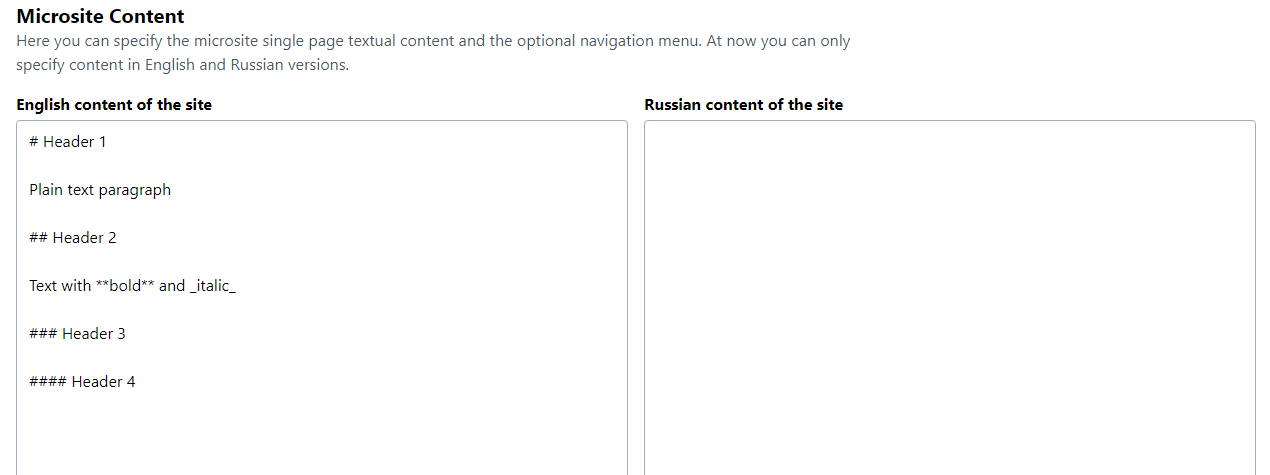 Microsite Content
Here you can specify the microsite single page textual content and the optional navigation menu. At now you can only
specify content in English and Russian versions.
English content of the site
# Header 1
Plain text paragraph
## Header 2
Text with **bold** and _italic_
### Header 3
#### Header 4
Russian content of the site